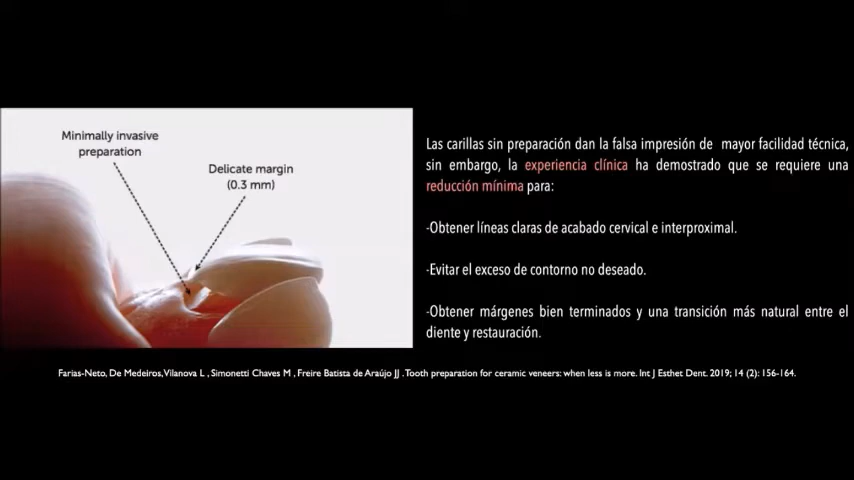 Minimally invasive
preparation
Delicate margin
(0.3 mm)
Las carillas sin preparación dan la falsa impresión de mayor facilidad técnica,
sin embargo, la experiencia clínica ha demostrado que se requiere una
reducción mínima para:
-Obtener líneas claras de acabado cervical e interproximal.
-Evitar el exceso de contorno no deseado.
-Obtener márgenes bien terminados y una transición más natural entre el
diente y restauración.
Farias-Neto, De Medeiros,Vilanova L , Simonetti Chaves M , Freire Batista de Araújo JJ .Tooth preparation for ceramic veneers: when less is more. Int J Esthet Dent. 2019; 14 (2): 156-164.